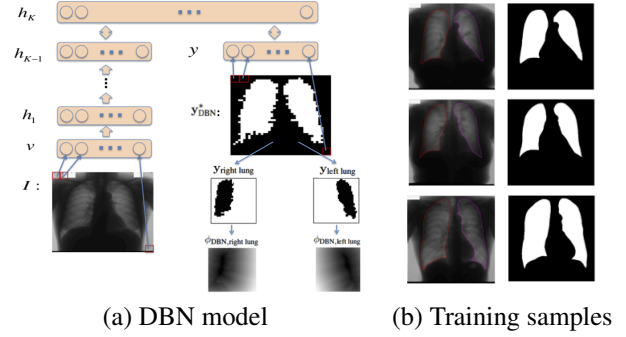 h_K
h_{K-1}
h_1
v
I :
y
y*_DBN:
y_right lung
y_left lung
ϕ_DBN,right lung
ϕ_DBN,left lung
(a) DBN model
(b) Training samples